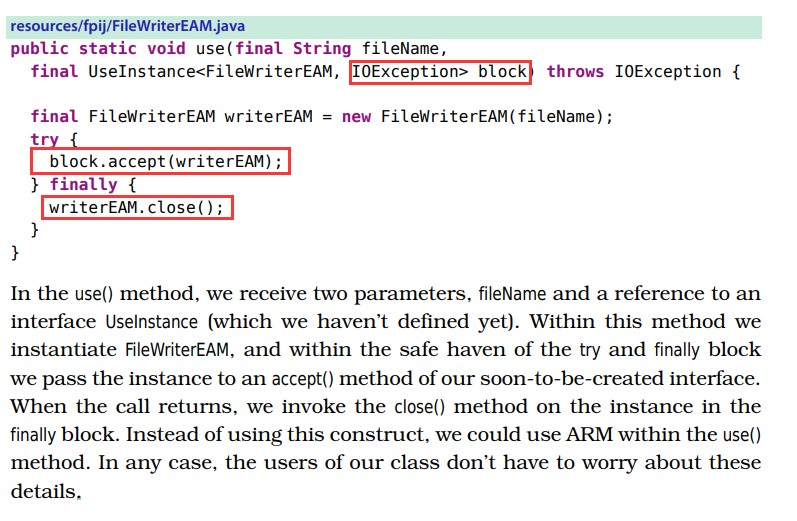 resources/fpij/FileWriterEAM.java
public static void use(final String fileName,
final UseInstance<FileWriterEAM, IOException> block) throws IOException {
final FileWriterEAM writerEAM = new FileWriterEAM(fileName);
try {
block.accept(writerEAM);
} finally {
writerEAM.close();
}
}
In the use() method, we receive two parameters, fileName and a reference to an
interface UseInstance (which we haven’t defined yet). Within this method we
instantiate FileWriterEAM, and within the safe haven of the try and finally block
we pass the instance to an accept() method of our soon-to-be-created interface.
When the call returns, we invoke the close() method on the instance in the
finally block. Instead of using this construct, we could use ARM within the use()
method. In any case, the users of our class don’t have to worry about these
details.